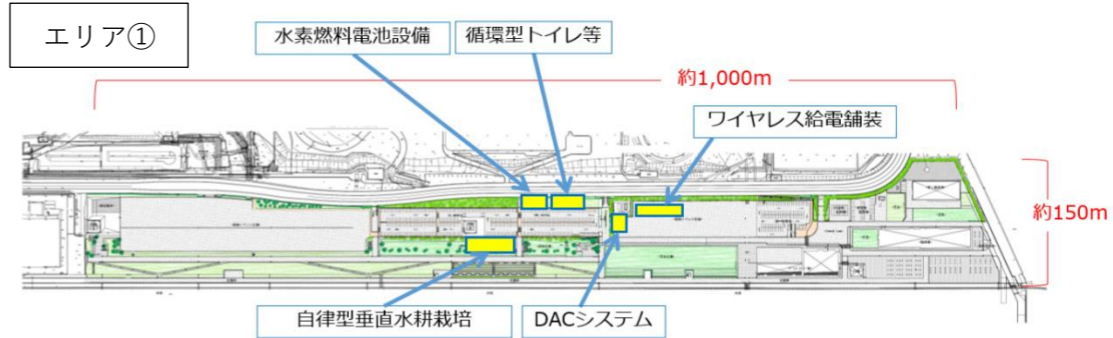 エリア①
水素燃料電池設備
循環型トイレ等
約1,000m
ワイヤレス給電舗装
約150m
自律型垂直水耕栽培
DACシステム